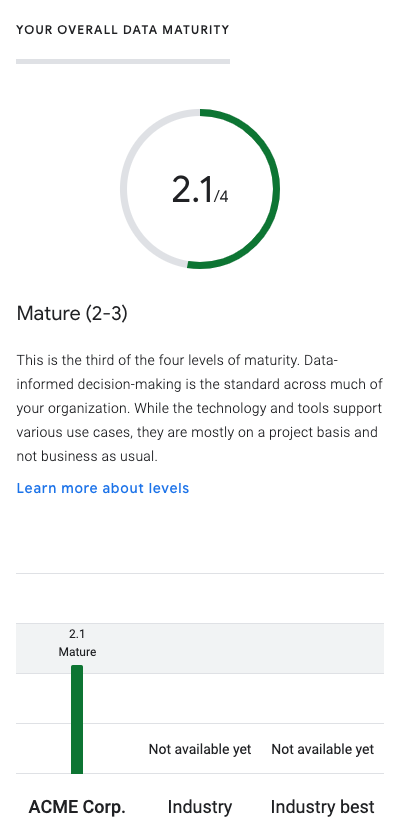 YOUR OVERALL DATA MATURITY
2.1/4
Mature (2-3)
This is the third of the four levels of maturity. Data-
informed decision-making is the standard across much of
your organization. While the technology and tools support
various use cases, they are mostly on a project basis and
not business as usual.
Learn more about levels
2.1
Mature
Not available yet Not available yet
ACME Corp. Industry Industry best